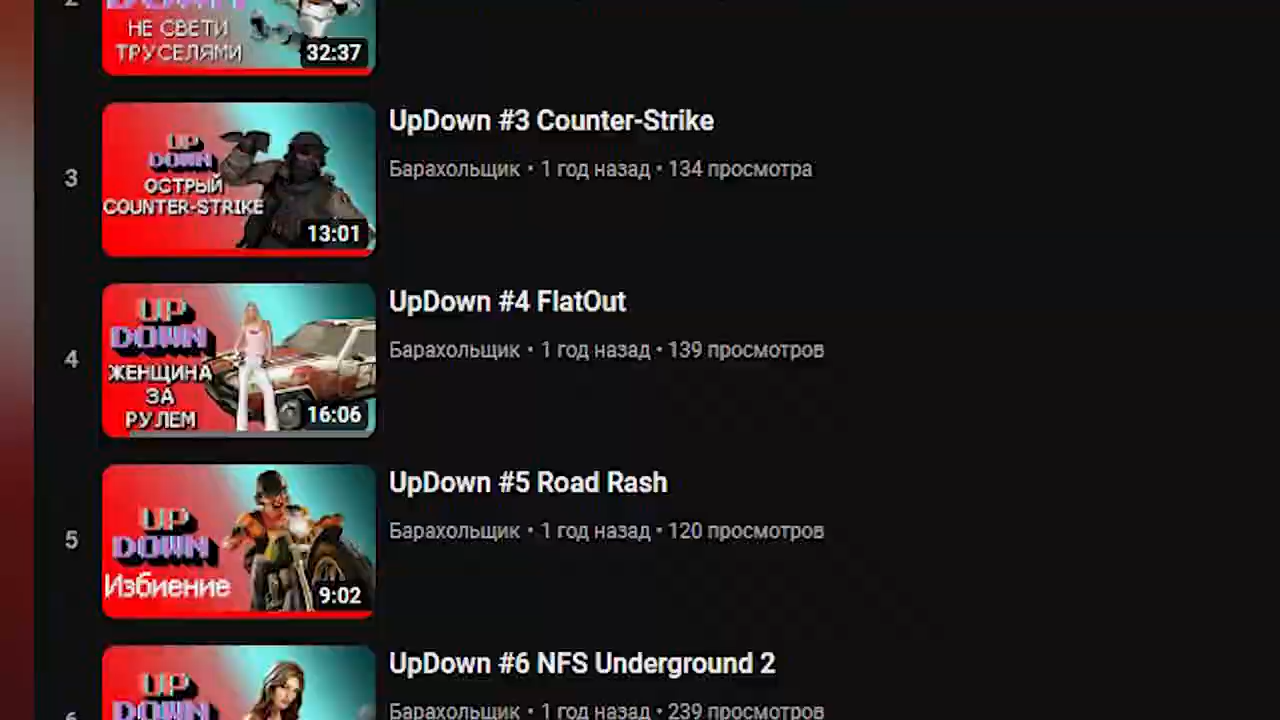 2
DOWN
НЕ СВЕТИ
ТРУСЕЛЯМИ
32:37
3
UP
DOWN
ОСТРЫЙ
COUNTER-STRIKE
13:01
UpDown #3 Counter-Strike
Барахольщик • 1 год назад • 134 просмотра
4
UP
DOWN
ЖЕНЩИНА
ЗА
РУЛЕМ
16:06
UpDown #4 FlatOut
Барахольщик • 1 год назад • 139 просмотров
5
UP
DOWN
Избиение
9:02
UpDown #5 Road Rash
Барахольщик • 1 год назад • 120 просмотров
6
UP
DOWN
UpDown #6 NFS Underground 2
Барахольщик • 1 год назад • 239 просмотров